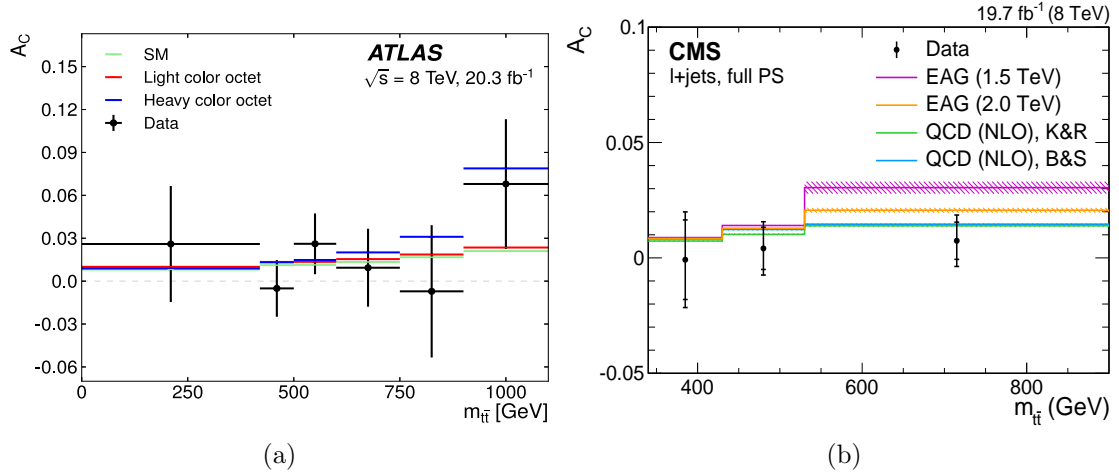 A_C
0.15
0.12
0.09
0.06
0.03
0.00
-0.03
-0.06
SM
Light color octet
Heavy color octet
Data
ATLAS
√s = 8 TeV, 20.3 fb⁻¹
0 250 500 750 1000
m_tt̄ [GeV]
(a)
19.7 fb⁻¹ (8 TeV)
A_C
0.1
0.05
0
-0.05
CMS
l+jets, full PS
Data
EAG (1.5 TeV)
EAG (2.0 TeV)
QCD (NLO), K&R
QCD (NLO), B&S
400 600 800
m_tt̄ (GeV)
(b)